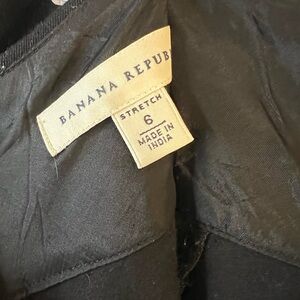 BANANA REPUB
STRETCH
6
MADE IN
INDIA